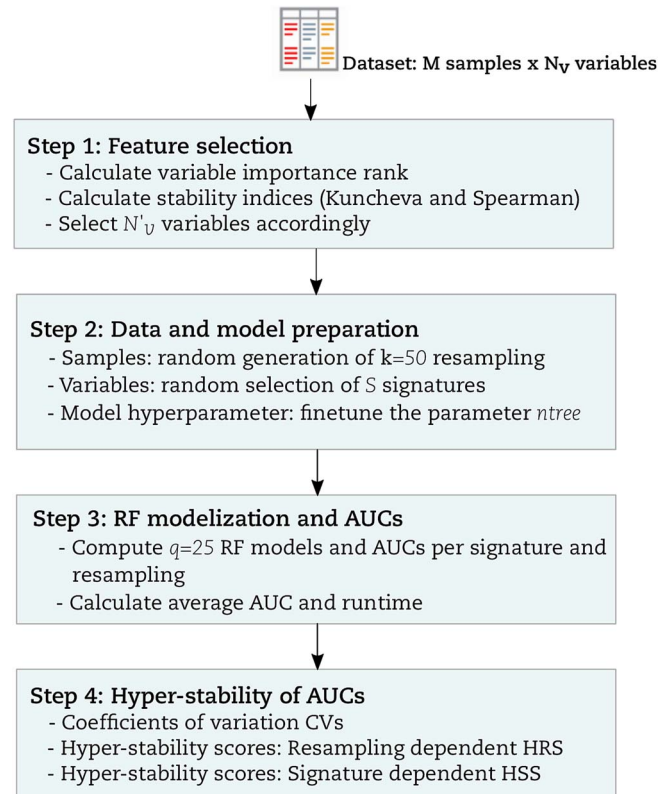 Dataset: M samples x Nv variables
Step 1: Feature selection
- Calculate variable importance rank
- Calculate stability indices (Kuncheva and Spearman)
- Select N'υ variables accordingly
Step 2: Data and model preparation
- Samples: random generation of k=50 resampling
- Variables: random selection of S signatures
- Model hyperparameter: finetune the parameter ntree
Step 3: RF modelization and AUCs
- Compute q=25 RF models and AUCs per signature and
resampling
- Calculate average AUC and runtime
Step 4: Hyper-stability of AUCs
- Coefficients of variation CVs
- Hyper-stability scores: Resampling dependent HRS
- Hyper-stability scores: Signature dependent HSS